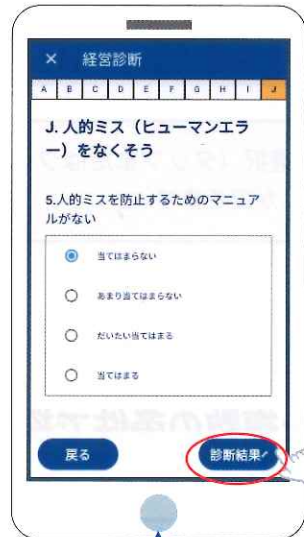 × 経営診断
A B C D E F G H I J
J. 人的ミス（ヒューマンエラ
ー）をなくそう
5.人的ミスを防止するためのマニュア
ルがない
当てはまらない
あまり当てはまらない
だいたい当てはまる
当てはまる
戻る 診断結果